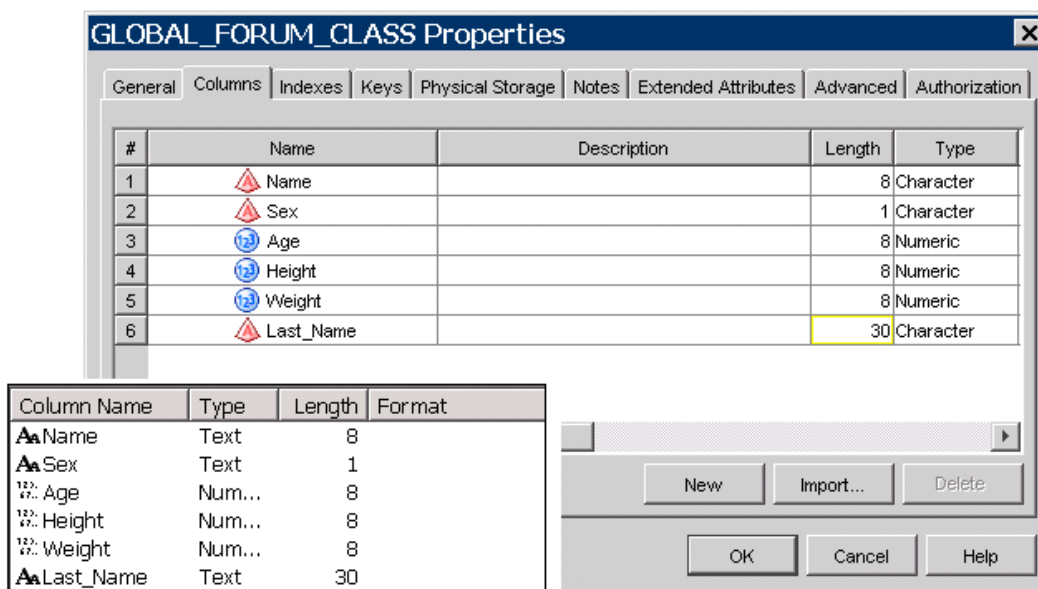 GLOBAL_FORUM_CLASS Properties
General Columns Indexes Keys Physical Storage Notes Extended Attributes Advanced Authorization
# Name Description Length Type
1 Name 8 Character
2 Sex 1 Character
3 Age 8 Numeric
4 Height 8 Numeric
5 Weight 8 Numeric
6 Last_Name 30 Character
New Import... Delete
OK Cancel Help
Column Name Type Length Format
Name Text 8
Sex Text 1
Age Num... 8
Height Num... 8
Weight Num... 8
Last_Name Text 30